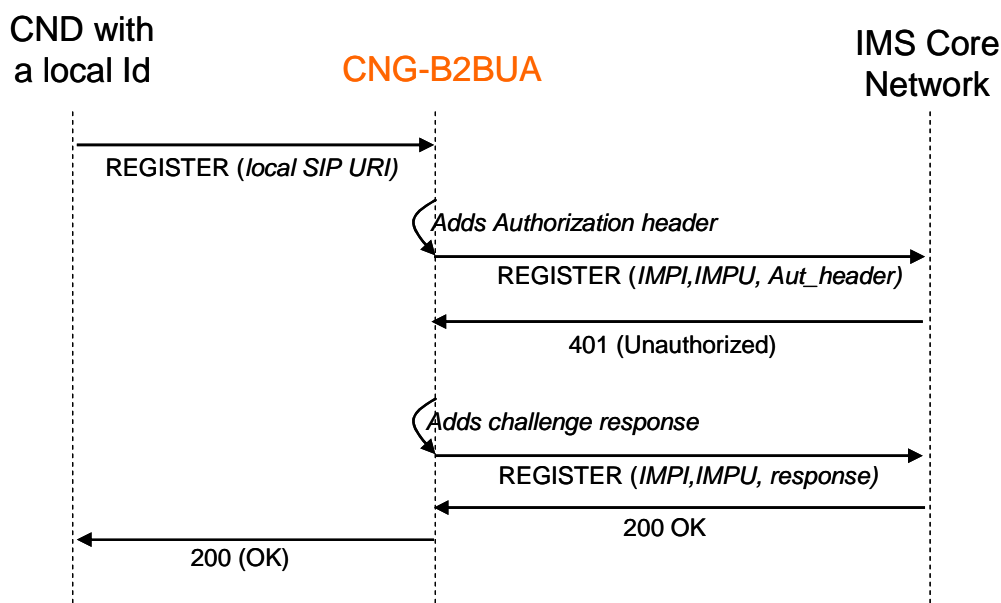 CND with
a local Id
CNG-B2BUA
IMS Core
Network
REGISTER (local SIP URI)
Adds Authorization header
REGISTER (IMPI,IMPU, Aut_header)
401 (Unauthorized)
Adds challenge response
REGISTER (IMPI,IMPU, response)
200 OK
200 (OK)